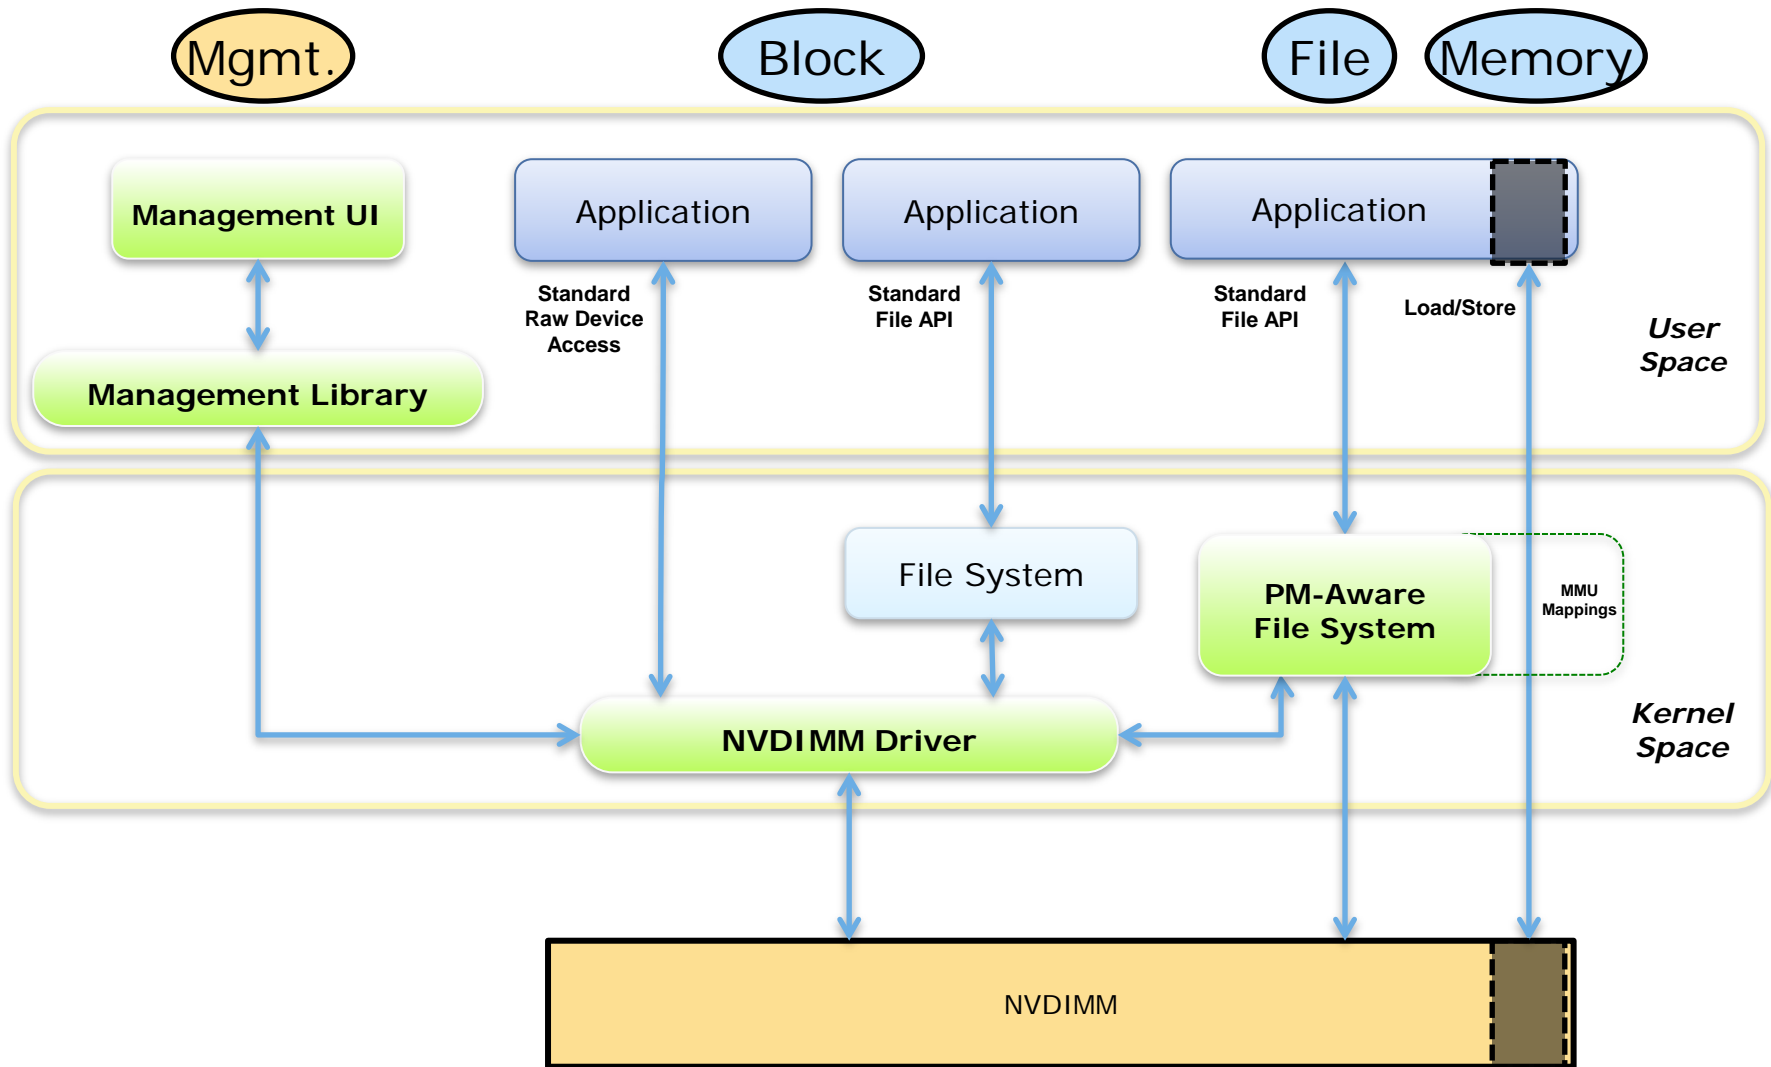 Mgmt.
Block
File
Memory
Management UI
Application
Application
Application
Standard
Raw Device
Access
Standard
File API
Standard
File API
Load/Store
User
Space
Management Library
File System
PM-Aware
File System
MMU
Mappings
NVDIMM Driver
Kernel
Space
NVDIMM